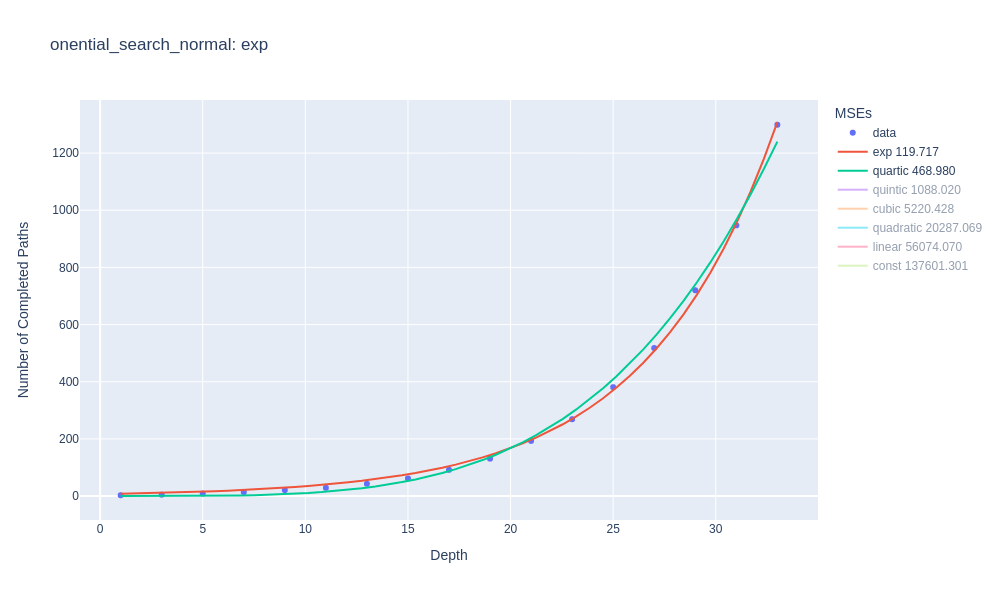 onential_search_normal: exp
MSEs
data
exp 119.717
quartic 468.980
quintic 1088.020
cubic 5220.428
quadratic 20287.069
linear 56074.070
const 137601.301
Number of Completed Paths
1200
1000
800
600
400
200
0
0 5 10 15 20 25 30
Depth